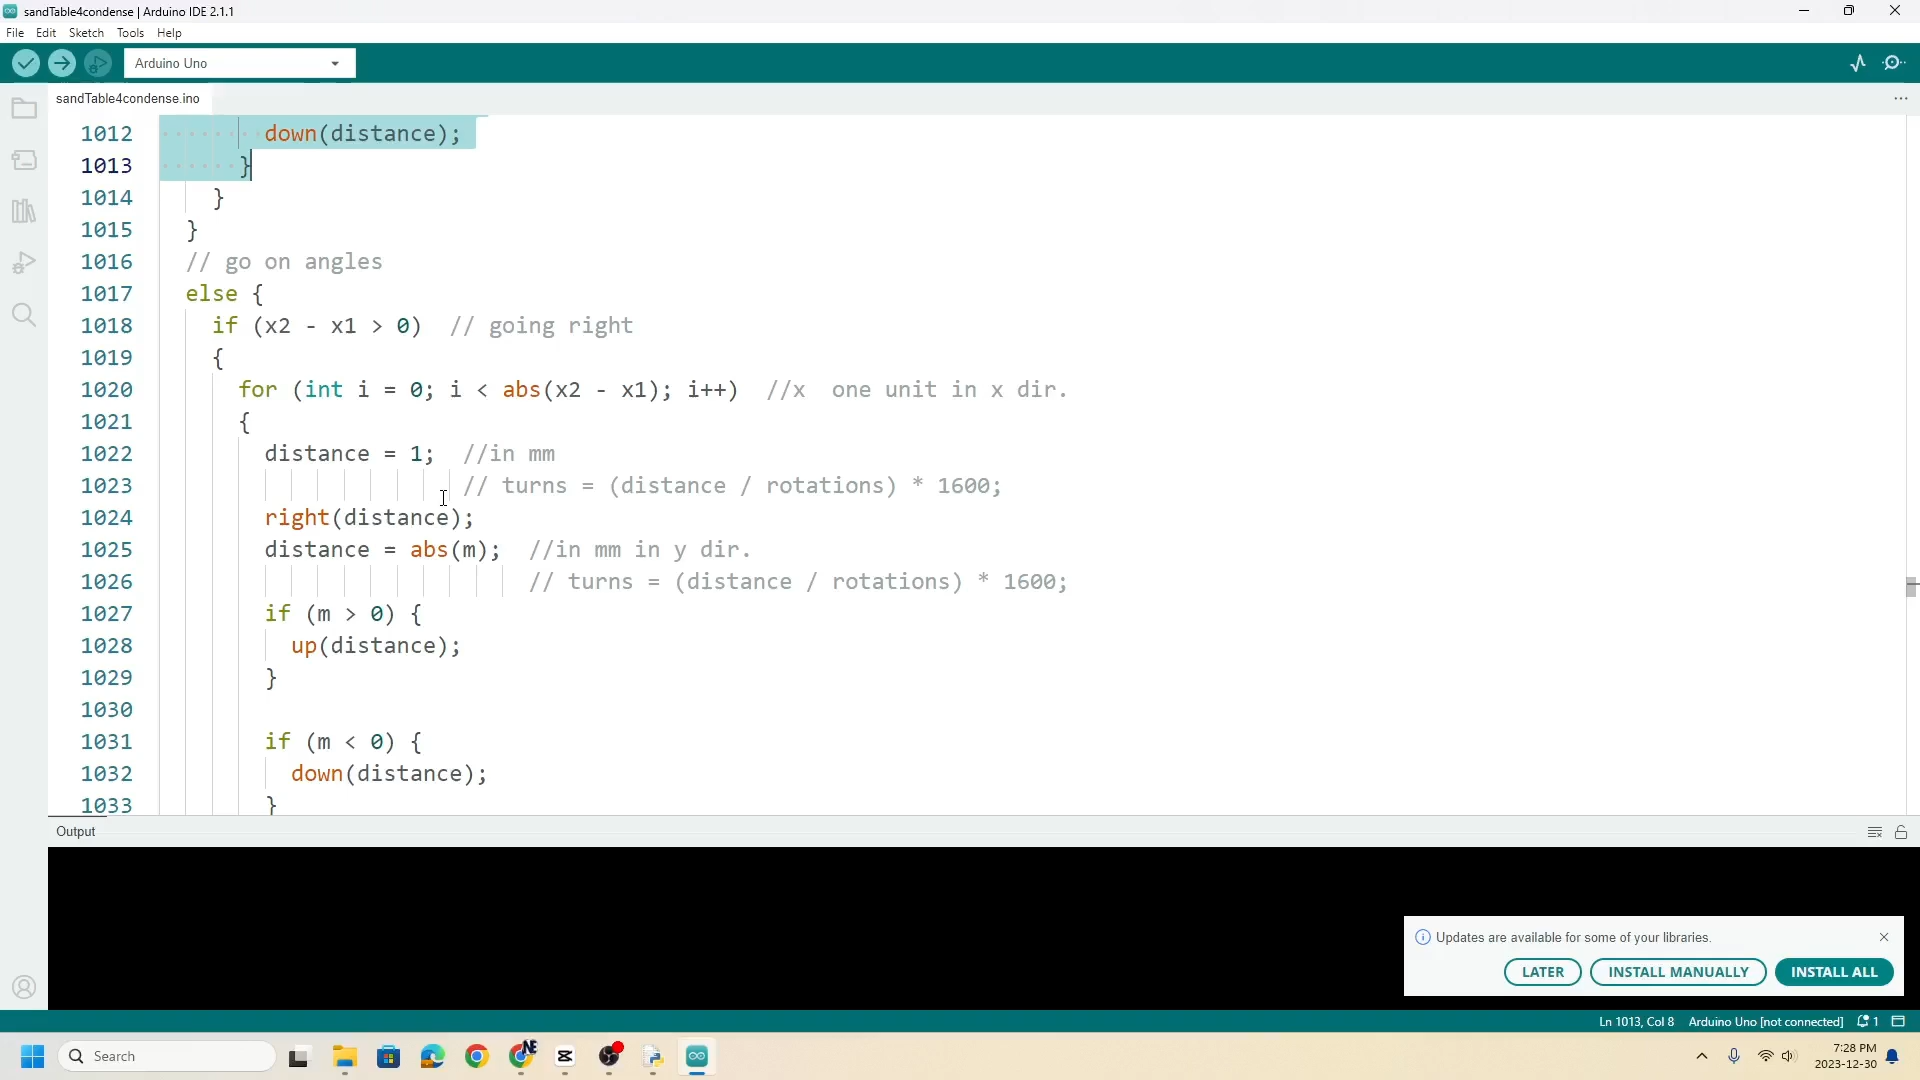 sandTable4condense | Arduino IDE 2.1.1
File Edit Sketch Tools Help
Arduino Uno
sandTable4condense.ino
1012 down(distance);
1013 }
1014 }
1015 }
1016 // go on angles
1017 else {
1018 if (x2 - x1 > 0)  // going right
1019 {
1020 for (int i = 0; i < abs(x2 - x1); i++)  //x  one unit in x dir.
1021 {
1022 distance = 1;  //in mm
1023 // turns = (distance / rotations) * 1600;
1024 right(distance);
1025 distance = abs(m);  //in mm in y dir.
1026 // turns = (distance / rotations) * 1600;
1027 if (m > 0) {
1028 up(distance);
1029 }
1030
1031 if (m < 0) {
1032 down(distance);
1033 }
Output
Updates are available for some of your libraries.
LATER INSTALL MANUALLY INSTALL ALL
Ln 1013, Col 8 Arduino Uno [not connected] 1
Search
NE
7:28 PM
2023-12-30